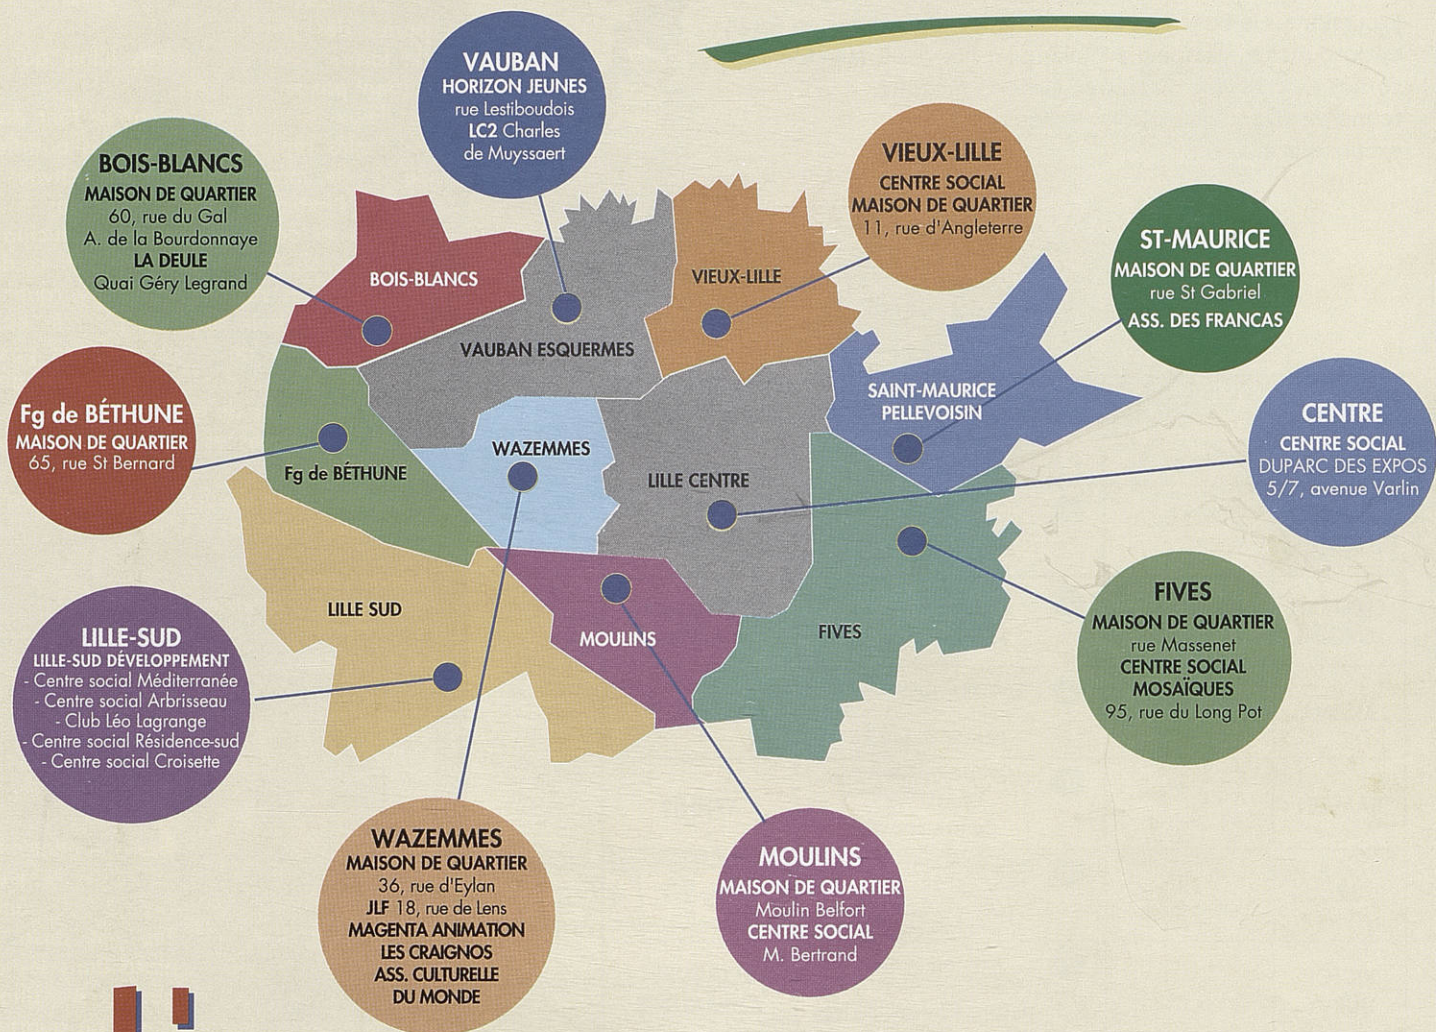 VAUBAN
HORIZON JEUNES
rue Lestiboudois
LC2 Charles
de Muyssaert
BOIS-BLANCS
MAISON DE QUARTIER
60, rue du Gal
A. de la Bourdonnaye
LA DEULE
Quai Géry Legrand
VIEUX-LILLE
CENTRE SOCIAL
MAISON DE QUARTIER
11, rue d'Angleterre
ST-MAURICE
MAISON DE QUARTIER
rue St Gabriel
ASS. DES FRANCAS
BOIS-BLANCS
VIEUX-LILLE
VAUBAN ESQUERMES
SAINT-MAURICE
PELLEVOISIN
Fg de BÉTHUNE
MAISON DE QUARTIER
65, rue St Bernard
CENTRE
CENTRE SOCIAL
DUPARC DES EXPOS
5/7, avenue Varlin
WAZEMMES
Fg de BÉTHUNE
LILLE CENTRE
LILLE SUD
MOULINS
FIVES
LILLE-SUD
LILLE-SUD DÉVELOPPEMENT
- Centre social Méditerranée
- Centre social Arbrisseau
- Club Léo Lagrange
- Centre social Résidence-sud
- Centre social Croisette
FIVES
MAISON DE QUARTIER
rue Massenet
CENTRE SOCIAL
MOSAÏQUES
95, rue du Long Pot
WAZEMMES
MAISON DE QUARTIER
36, rue d'Eylan
JLF 18, rue de Lens
MAGENTA ANIMATION
LES CRAIGNOS
ASS. CULTURELLE
DU MONDE
MOULINS
MAISON DE QUARTIER
Moulin Belfort
CENTRE SOCIAL
M. Bertrand